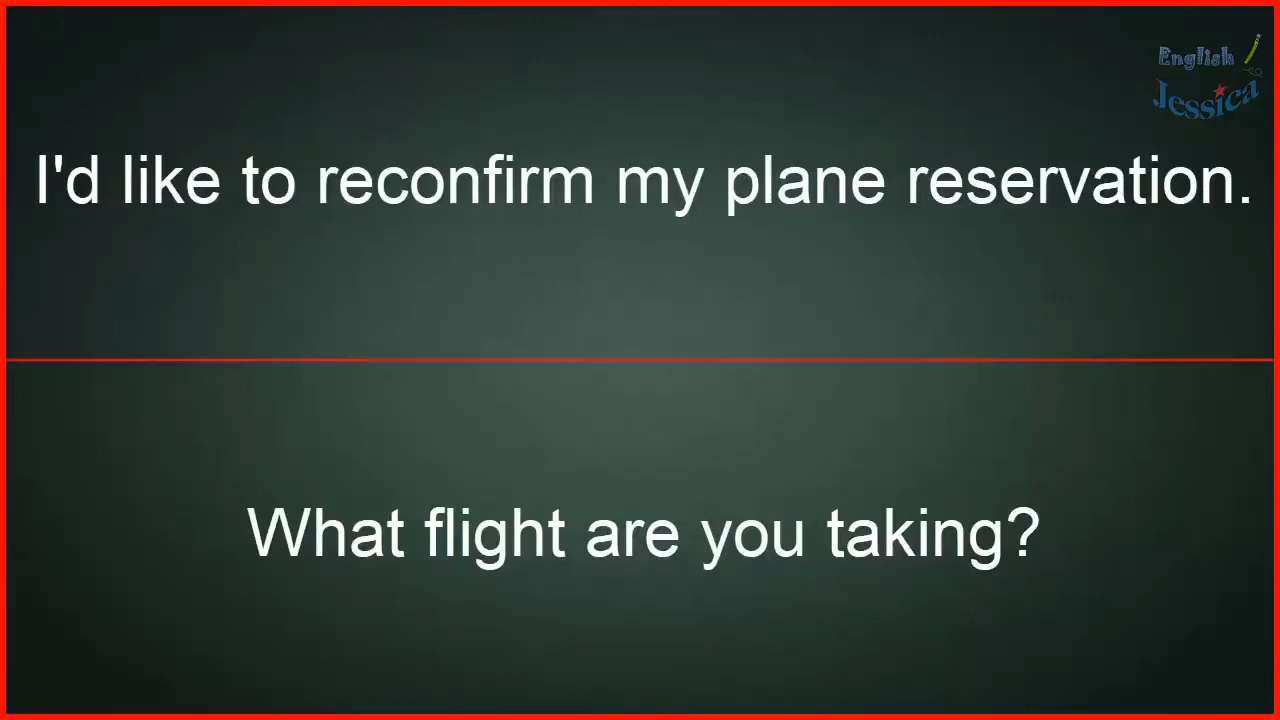 English
Jessica
I'd like to reconfirm my plane reservation.
What flight are you taking?